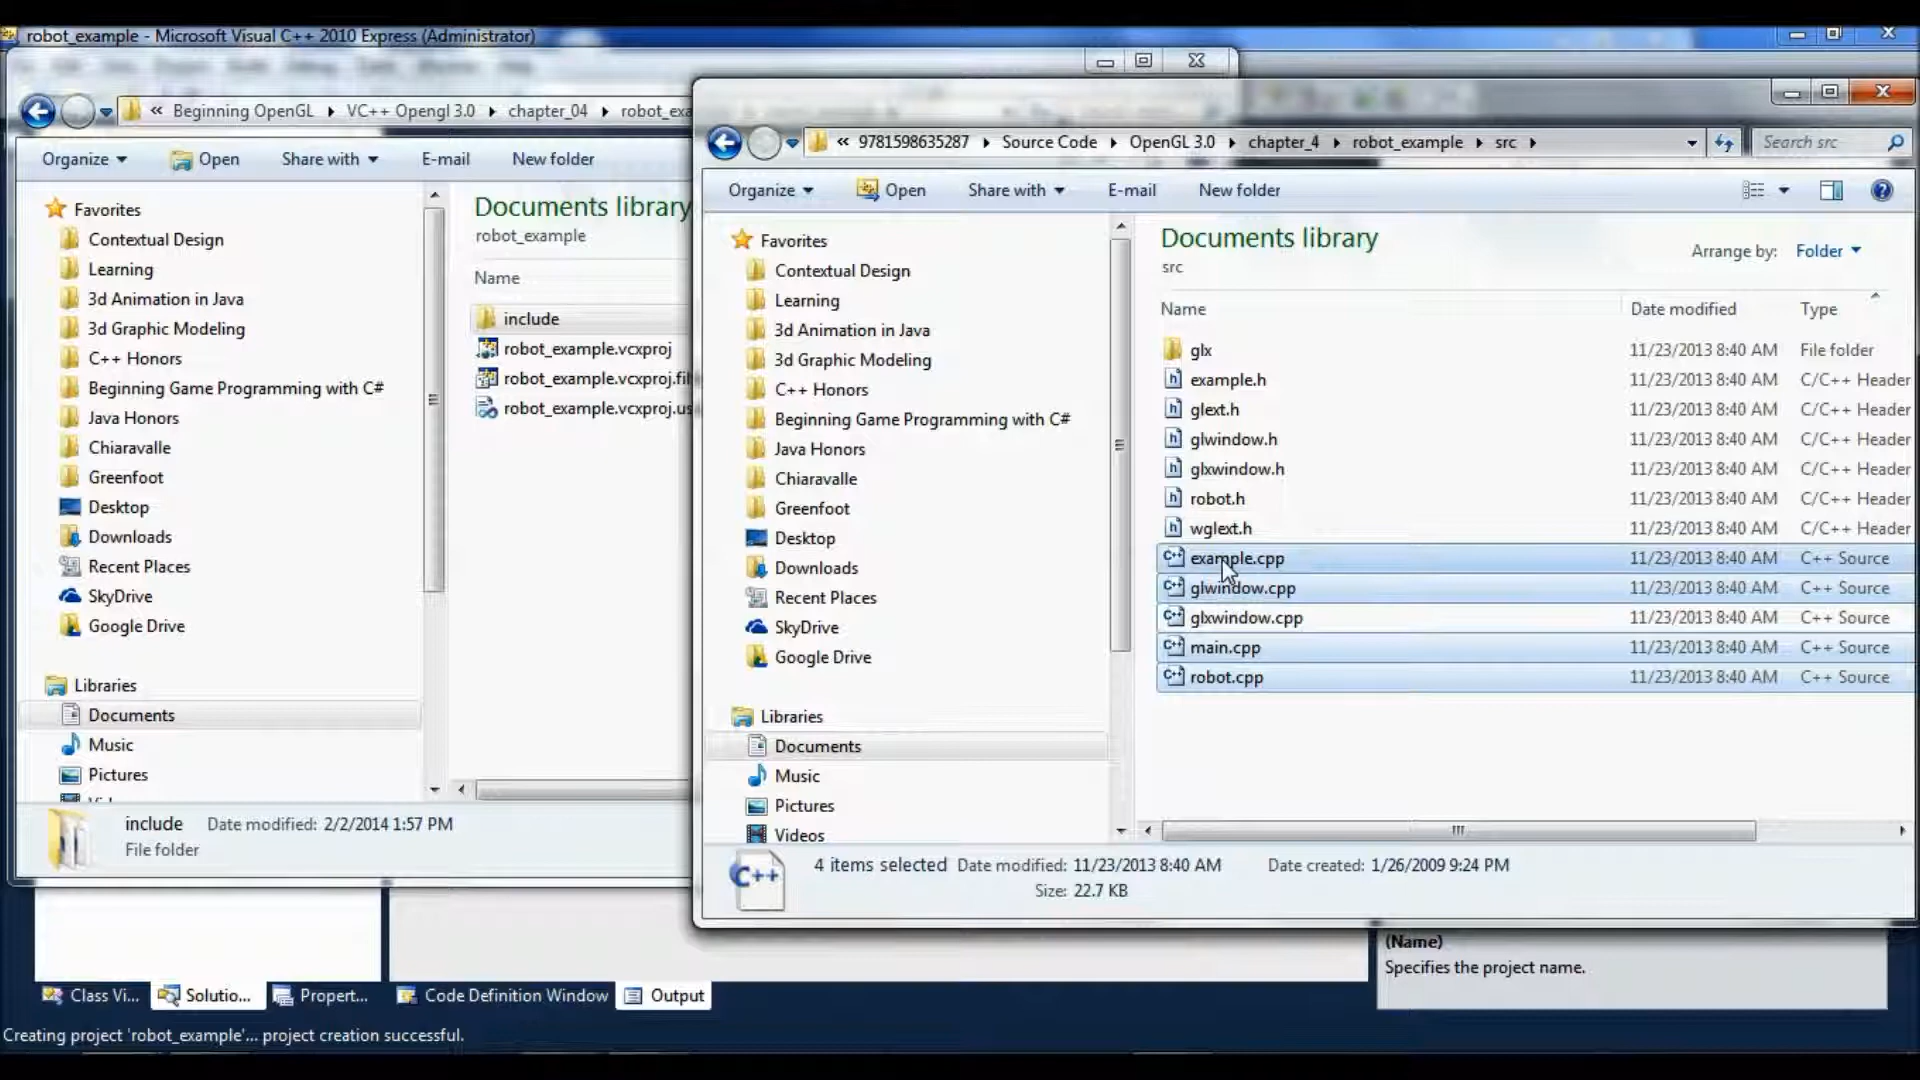 robot_example - Microsoft Visual C++ 2010 Express (Administrator)
« Beginning OpenGL VC++ Opengl 3.0 chapter_04 robot_exa
Organize Open Share with E-mail New folder
Favorites
Contextual Design
Learning
3d Animation in Java
3d Graphic Modeling
C++ Honors
Beginning Game Programming with C#
Java Honors
Chiaravalle
Greenfoot
Desktop
Downloads
Recent Places
SkyDrive
Google Drive
Libraries
Documents
Music
Pictures
Documents library
robot_example
Name
include
robot_example.vcxproj
robot_example.vcxproj.fil
robot_example.vcxproj.us
include Date modified: 2/2/2014 1:57 PM
File folder
« 9781598635287 Source Code OpenGL 3.0 chapter_4 robot_example src
Search src
Organize Open Share with E-mail New folder
Favorites
Contextual Design
Learning
3d Animation in Java
3d Graphic Modeling
C++ Honors
Beginning Game Programming with C#
Java Honors
Chiaravalle
Greenfoot
Desktop
Downloads
Recent Places
SkyDrive
Google Drive
Libraries
Documents
Music
Pictures
Videos
Documents library
src
Arrange by: Folder
Name Date modified Type
glx 11/23/2013 8:40 AM File folder
example.h 11/23/2013 8:40 AM C/C++ Header
glext.h 11/23/2013 8:40 AM C/C++ Header
glwindow.h 11/23/2013 8:40 AM C/C++ Header
glxwindow.h 11/23/2013 8:40 AM C/C++ Header
robot.h 11/23/2013 8:40 AM C/C++ Header
wglext.h 11/23/2013 8:40 AM C/C++ Header
example.cpp 11/23/2013 8:40 AM C++ Source
glwindow.cpp 11/23/2013 8:40 AM C++ Source
glxwindow.cpp 11/23/2013 8:40 AM C++ Source
main.cpp 11/23/2013 8:40 AM C++ Source
robot.cpp 11/23/2013 8:40 AM C++ Source
C++
4 items selected Date modified: 11/23/2013 8:40 AM Date created: 1/26/2009 9:24 PM
Size: 22.7 KB
(Name)
Specifies the project name.
Class Vi... Solutio... Propert... Code Definition Window Output
Creating project 'robot_example'... project creation successful.